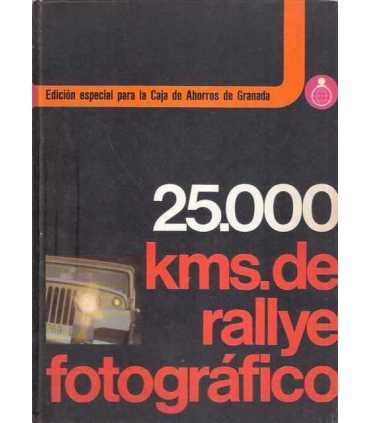 Edición especial para la Caja de Ahorros de Granada
25.000
kms.de
rallye
fotográfico